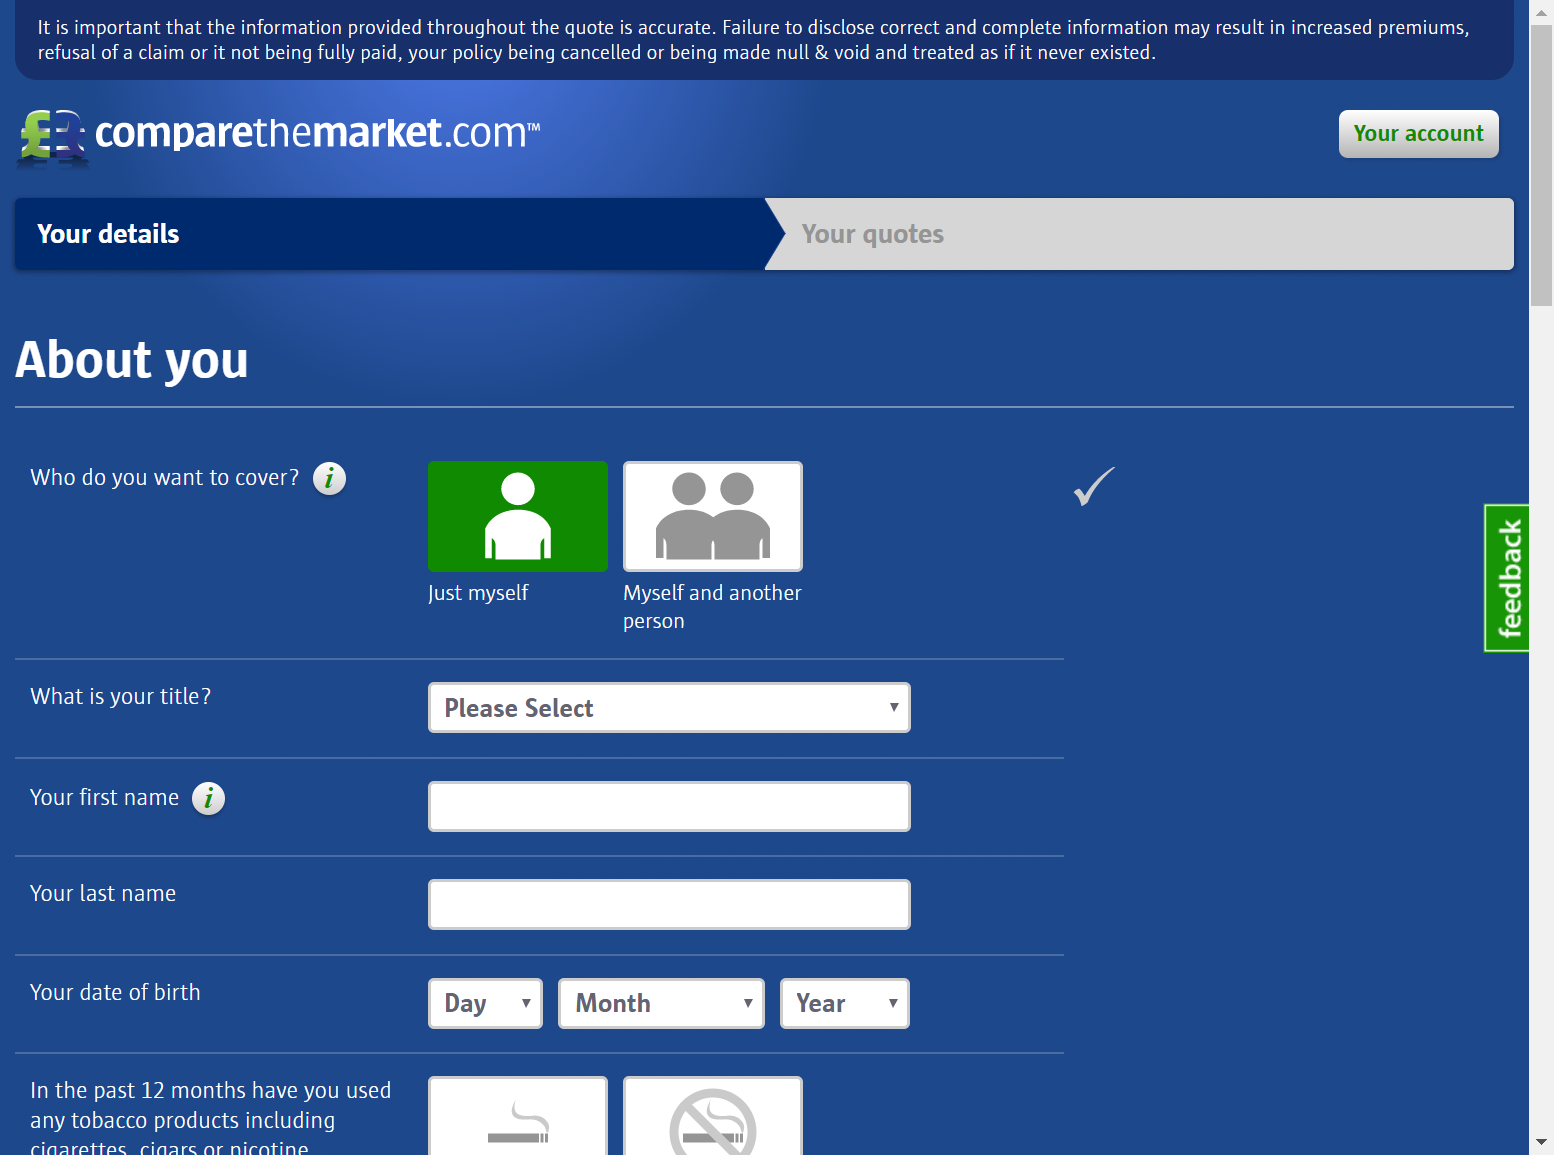 It is important that the information provided throughout the quote is accurate. Failure to disclose correct and complete information may result in increased premiums,
refusal of a claim or it not being fully paid, your policy being cancelled or being made null & void and treated as if it never existed.
comparethemarket.com™
Your account
Your details
Your quotes
About you
Who do you want to cover? i
Just myself
Myself and another
person
feedback
What is your title?
Please Select
Your first name i
Your last name
Your date of birth
Day
Month
Year
In the past 12 months have you used
any tobacco products including
cigarettes, cigars or nicotine